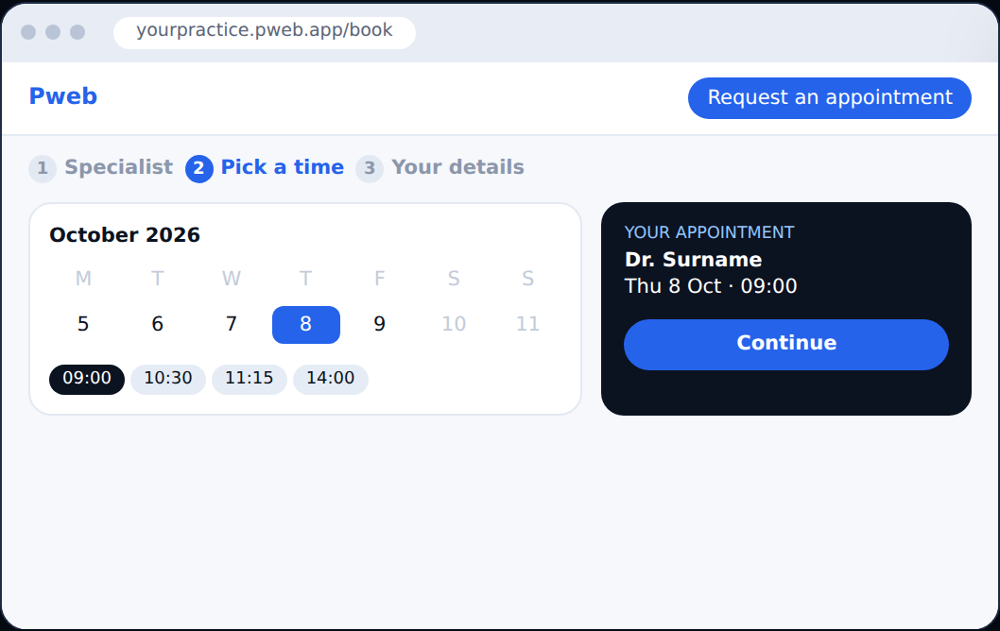 yourpractice.pweb.app/book
Pweb
Request an appointment
1 Specialist 2 Pick a time 3 Your details
October 2026
M T W T F S S
5 6 7 8 9 10 11
09:00 10:30 11:15 14:00
YOUR APPOINTMENT
Dr. Surname
Thu 8 Oct · 09:00
Continue